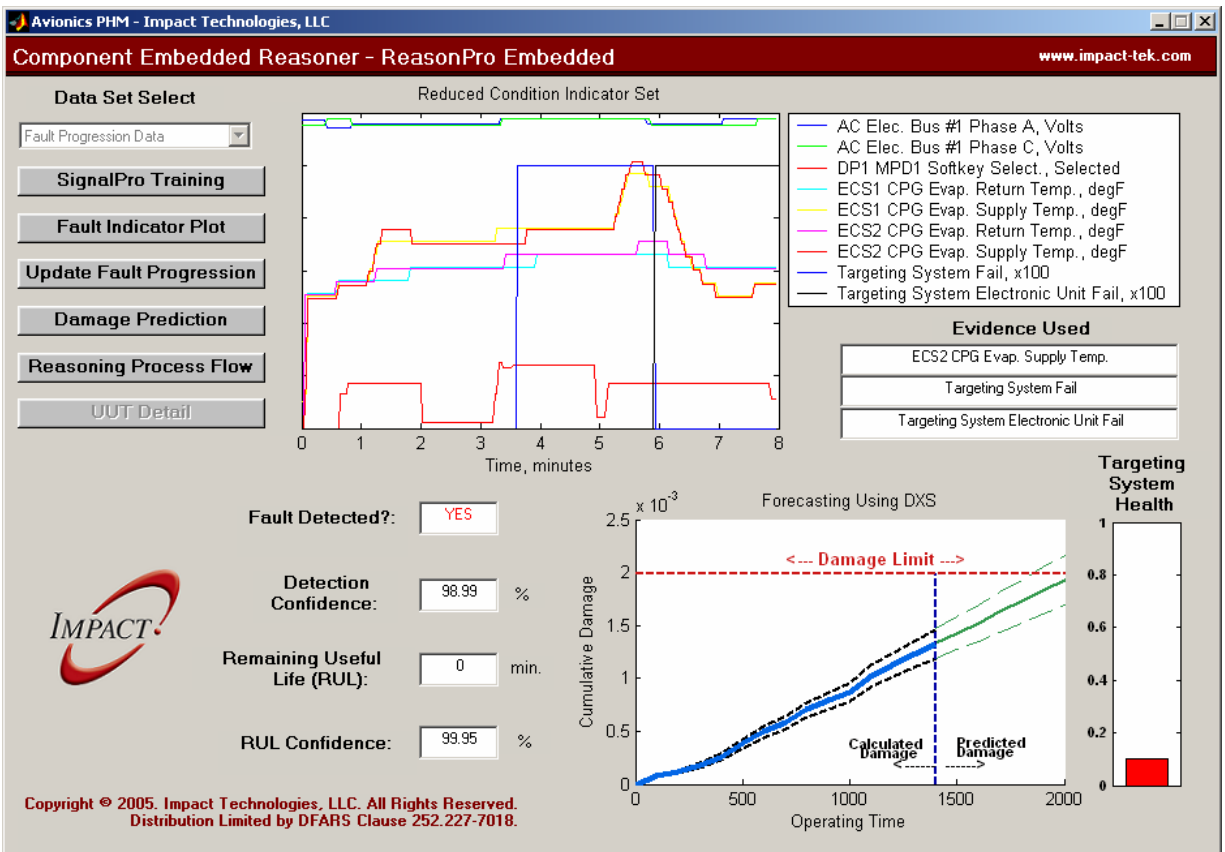 Avionics PHM - Impact Technologies, LLC
Component Embedded Reasoner - ReasonPro Embedded
www.impact-tek.com
Data Set Select
Fault Progression Data
SignalPro Training
Fault Indicator Plot
Update Fault Progression
Damage Prediction
Reasoning Process Flow
UUT Detail
Reduced Condition Indicator Set
0 1 2 3 4 5 6 7 8
Time, minutes
AC Elec. Bus #1 Phase A, Volts
AC Elec. Bus #1 Phase C, Volts
DP1 MPD1 Softkey Select., Selected
ECS1 CPG Evap. Return Temp., degF
ECS1 CPG Evap. Supply Temp., degF
ECS2 CPG Evap. Return Temp., degF
ECS2 CPG Evap. Supply Temp., degF
Targeting System Fail, x100
Targeting System Electronic Unit Fail, x100
Evidence Used
ECS2 CPG Evap. Supply Temp.
Targeting System Fail
Targeting System Electronic Unit Fail
Fault Detected?: YES
Detection
Confidence: 98.99 %
Remaining Useful
Life (RUL): 0 min.
RUL Confidence: 99.95 %
IMPACT
Copyright © 2005. Impact Technologies, LLC. All Rights Reserved.
Distribution Limited by DFARS Clause 252.227-7018.
x 10-3
Forecasting Using DXS
2.5
2
1.5
1
0.5
0
Cumulative Damage
<--- Damage Limit --->
Calculated
Damage
<-----
Predicted
Damage
----->
0 500 1000 1500 2000
Operating Time
Targeting
System
Health
1
0.8
0.6
0.4
0.2
0